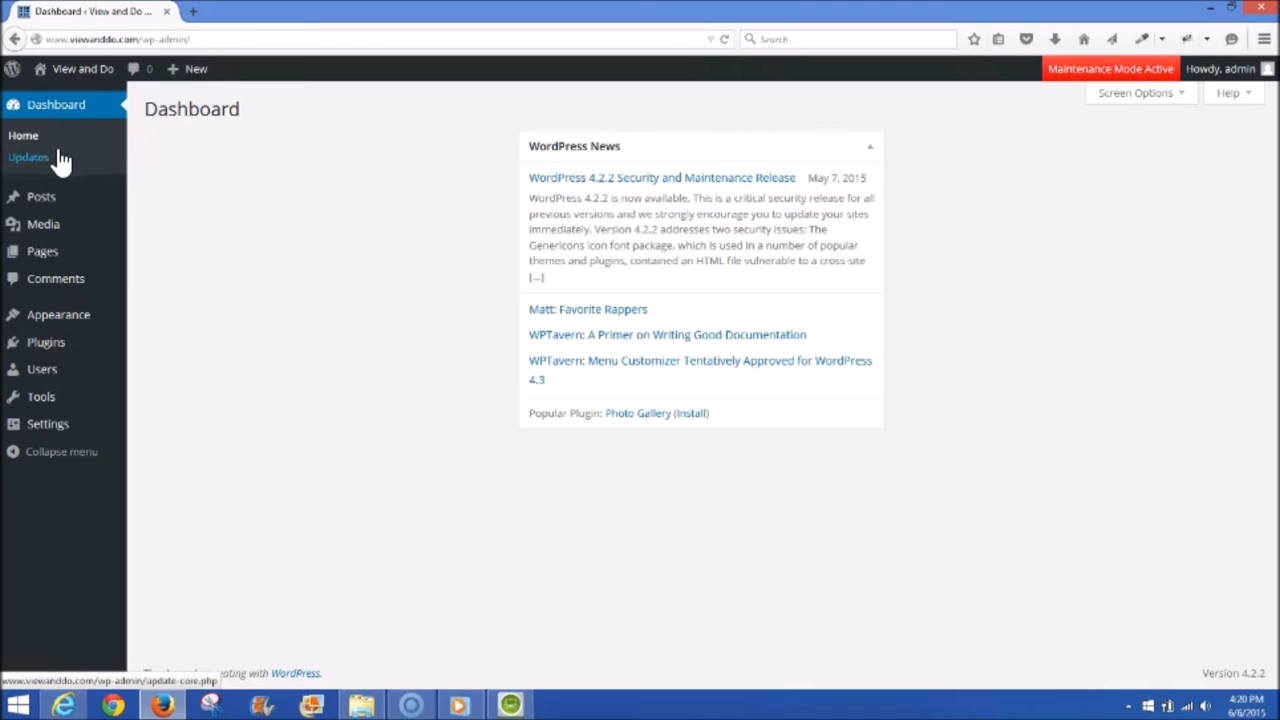 Dashboard ‹ View and Do ...
www.viewanddo.com/wp-admin/
Search
View and Do
0
New
Maintenance Mode Active
Howdy, admin
Dashboard
Home
Updates
Posts
Media
Pages
Comments
Appearance
Plugins
Users
Tools
Settings
Collapse menu
Dashboard
Screen Options
Help
WordPress News
WordPress 4.2.2 Security and Maintenance Release May 7, 2015
WordPress 4.2.2 is now available. This is a critical security release for all
previous versions and we strongly encourage you to update your sites
immediately. Version 4.2.2 addresses two security issues: The
Genericons icon font package, which is used in a number of popular
themes and plugins, contained an HTML file vulnerable to a cross-site
[...]
Matt: Favorite Rappers
WPTavern: A Primer on Writing Good Documentation
WPTavern: Menu Customizer Tentatively Approved for WordPress
4.3
Popular Plugin: Photo Gallery (Install)
ating with WordPress.
Version 4.2.2
www.viewanddo.com/wp-admin/update-core.php
4:20 PM
6/6/2015